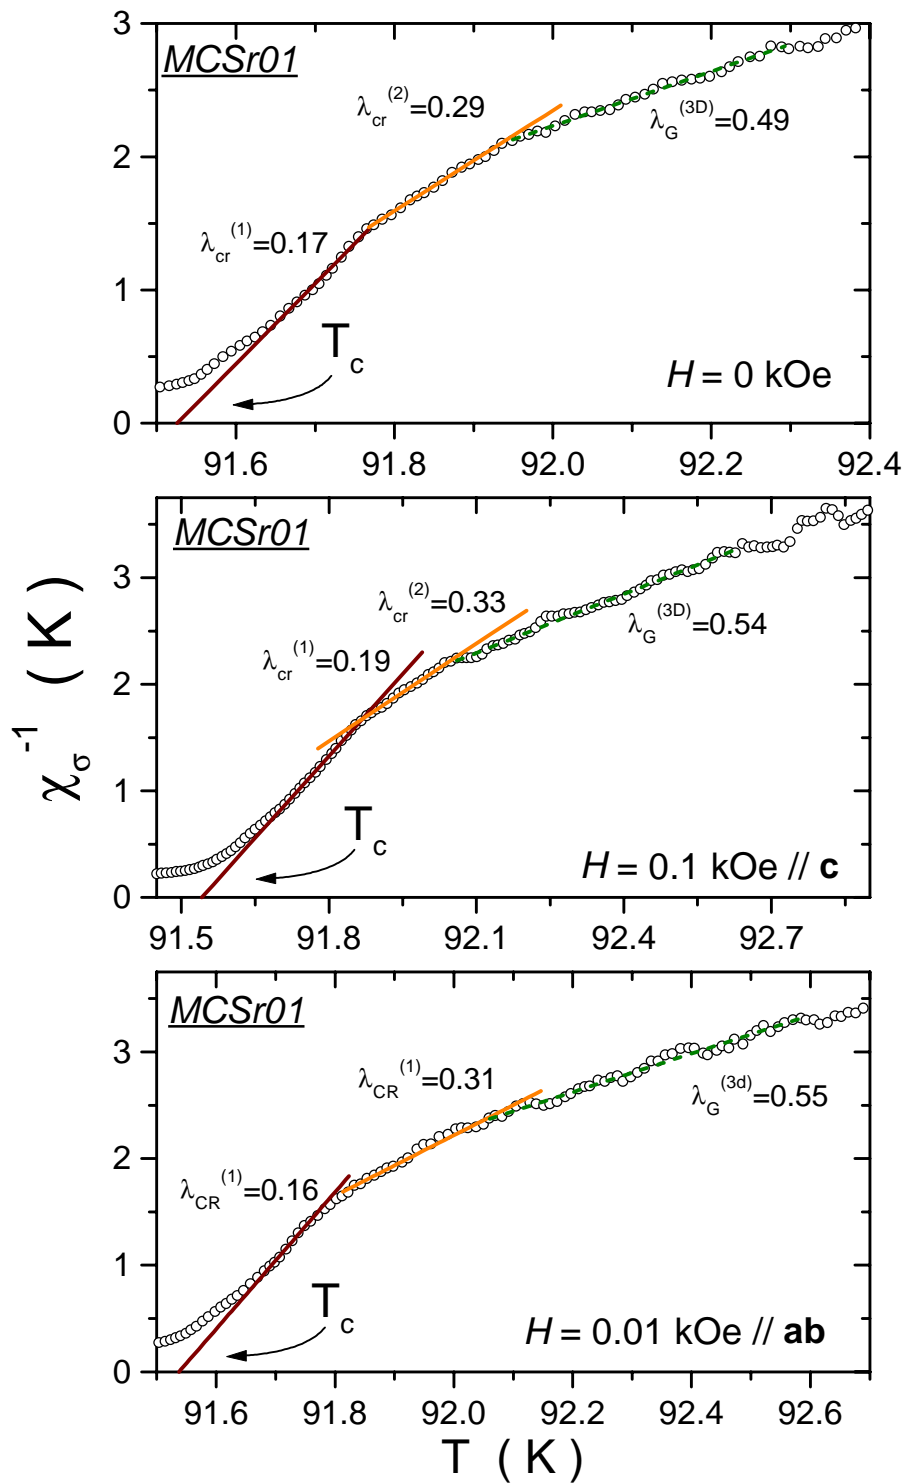 MCSr01
λcr(2)=0.29
λG(3D)=0.49
λcr(1)=0.17
Tc
H = 0 kOe
3
2
1
0
91.6 91.8 92.0 92.2 92.4
MCSr01
λcr(2)=0.33
λG(3D)=0.54
λcr(1)=0.19
Tc
H = 0.1 kOe // c
3
2
1
0
91.5 91.8 92.1 92.4 92.7
χσ-1 ( K )
MCSr01
λCR(1)=0.31
λG(3d)=0.55
λCR(1)=0.16
Tc
H = 0.01 kOe // ab
3
2
1
0
91.6 91.8 92.0 92.2 92.4 92.6
T ( K )